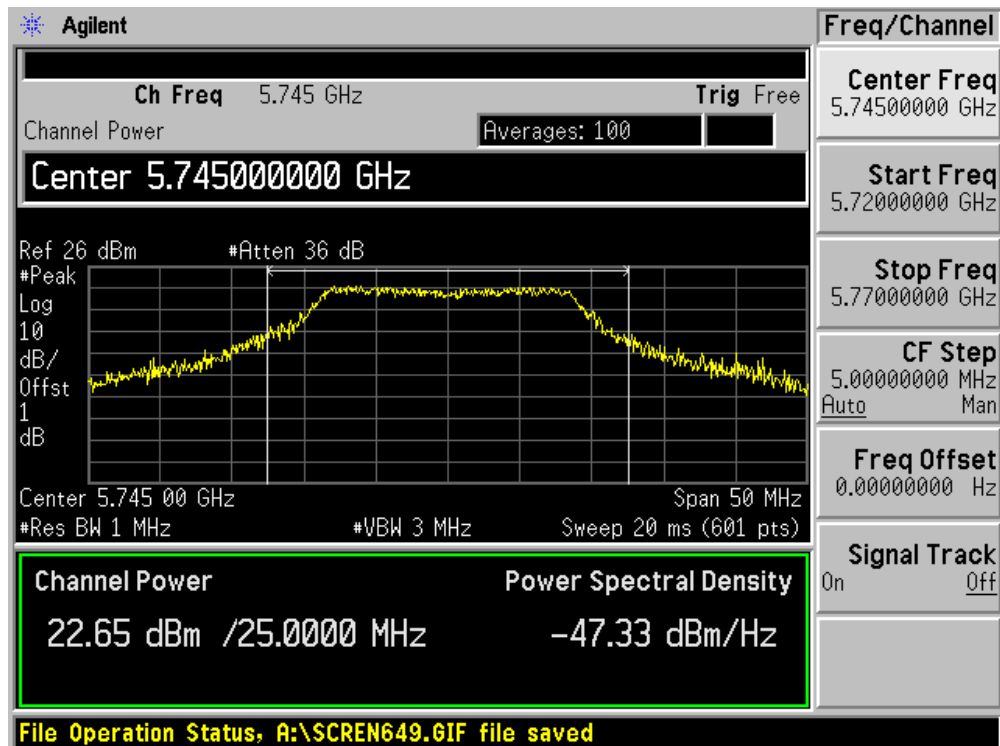 Agilent
Freq/Channel
Ch Freq 5.745 GHz Trig Free
Channel Power Averages: 100
Center 5.745000000 GHz
Ref 26 dBm #Atten 36 dB
#Peak
Log
10
dB/
Offst
1
dB
Center 5.745 00 GHz Span 50 MHz
#Res BW 1 MHz #VBW 3 MHz Sweep 20 ms (601 pts)
Channel Power Power Spectral Density
22.65 dBm /25.0000 MHz -47.33 dBm/Hz
File Operation Status, A:\SCREN649.GIF file saved
Center Freq
5.74500000 GHz
Start Freq
5.72000000 GHz
Stop Freq
5.77000000 GHz
CF Step
5.00000000 MHz
Auto Man
Freq Offset
0.00000000 Hz
Signal Track
On Off